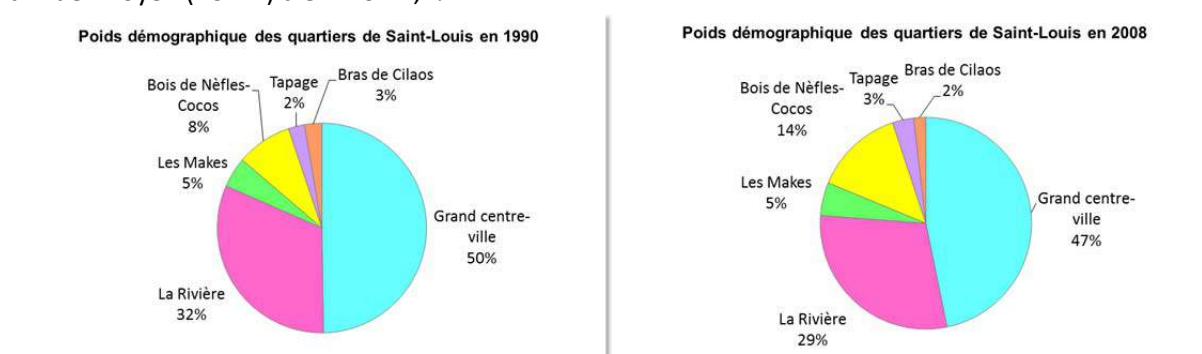 Poids démographique des quartiers de Saint-Louis en 1990
Bois de Nèfles-
Cocos
8%
Tapage
2%
Bras de Cilaos
3%
Les Makes
5%
Grand centre-
ville
50%
La Rivière
32%
Poids démographique des quartiers de Saint-Louis en 2008
Bois de Nèfles-
Cocos
14%
Tapage
3%
Bras de Cilaos
2%
Les Makes
5%
Grand centre-
ville
47%
La Rivière
29%